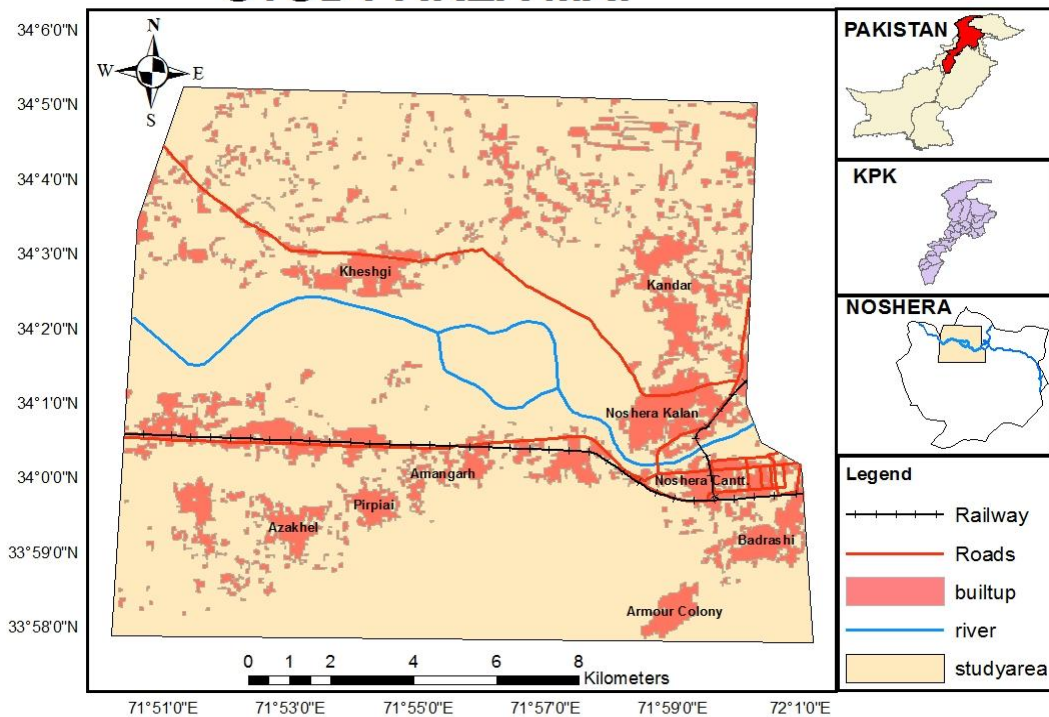 34°6'0"N
34°5'0"N
34°4'0"N
34°3'0"N
34°2'0"N
34°1'0"N
34°0'0"N
33°59'0"N
33°58'0"N
N
W
E
S
Kheshgi
Kandar
Noshera Kalan
Amangarh
Noshera Cantt.
Pirpiai
Azakhel
Badrashi
Armour Colony
0 1 2 4 6 8
Kilometers
71°51'0"E 71°53'0"E 71°55'0"E 71°57'0"E 71°59'0"E 72°1'0"E
PAKISTAN
KPK
NOSHERA
Legend
Railway
Roads
builtup
river
studyarea